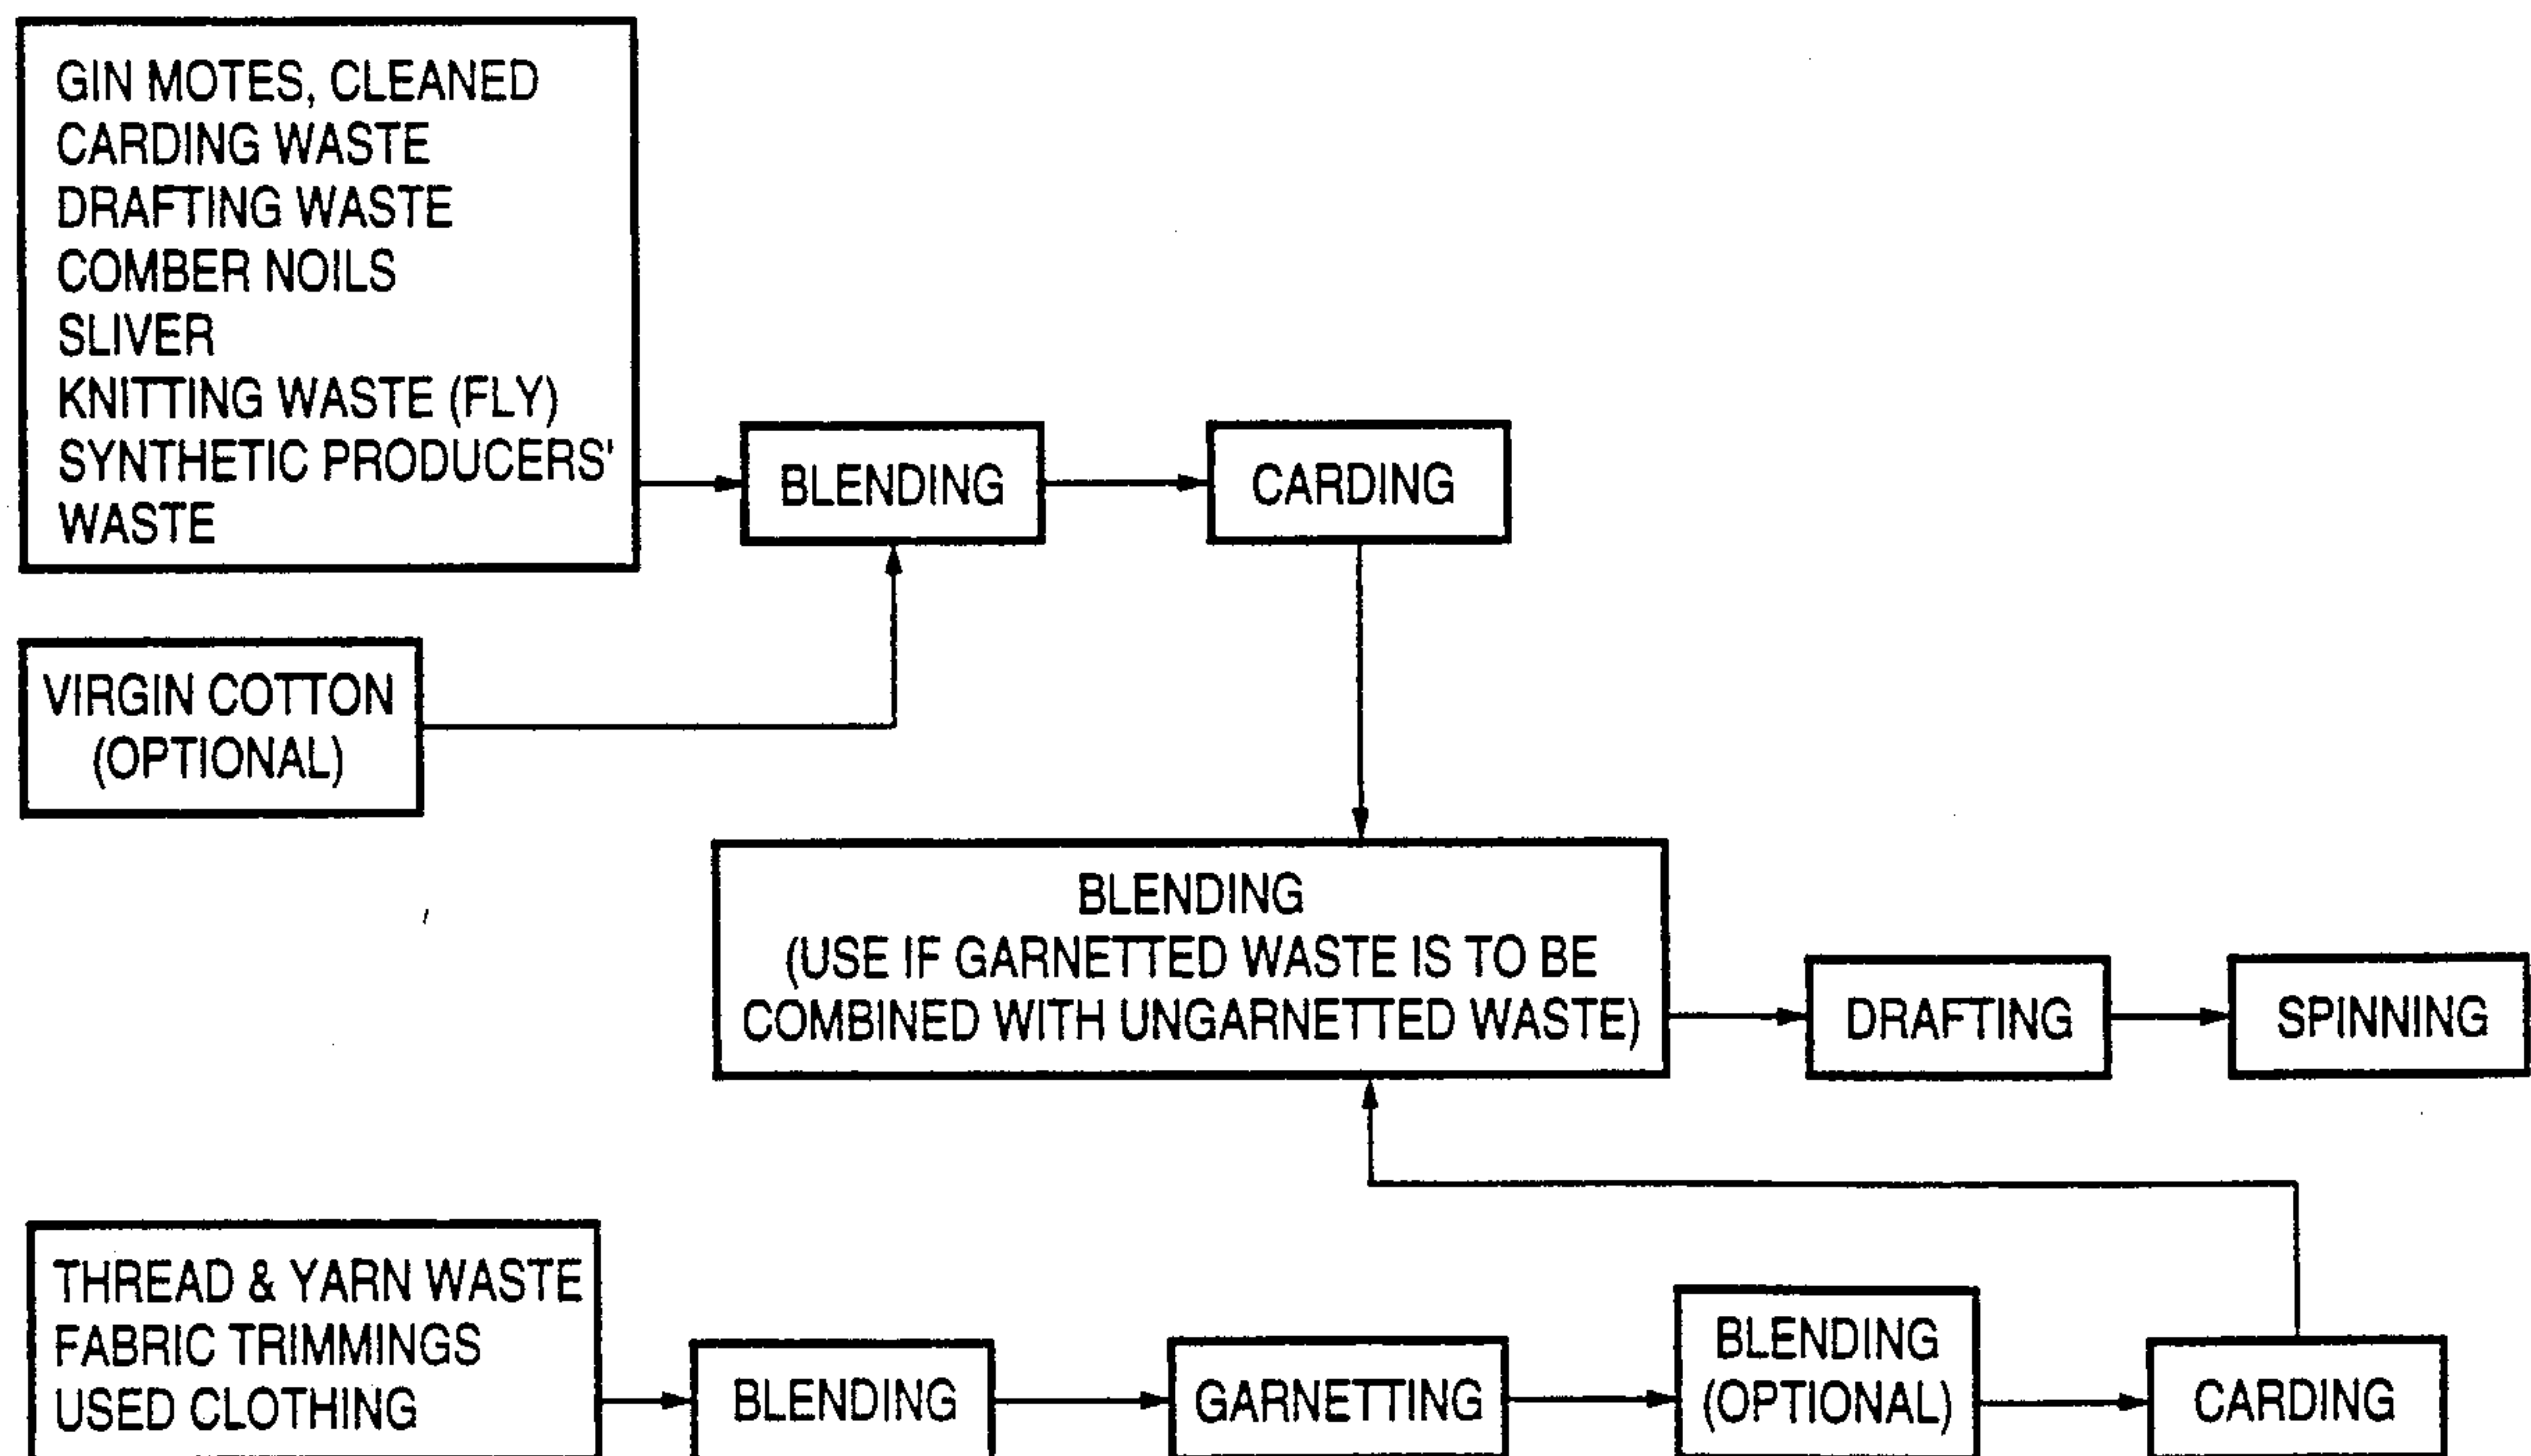 GIN MOTES, CLEANED
CARDING WASTE
DRAFTING WASTE
COMBER NOILS
SLIVER
KNITTING WASTE (FLY)
SYNTHETIC PRODUCERS'
WASTE
BLENDING
CARDING
VIRGIN COTTON
(OPTIONAL)
BLENDING
(USE IF GARNETTED WASTE IS TO BE
COMBINED WITH UNGARNETTED WASTE)
DRAFTING
SPINNING
THREAD & YARN WASTE
FABRIC TRIMMINGS
USED CLOTHING
BLENDING
GARNETTING
BLENDING
(OPTIONAL)
CARDING